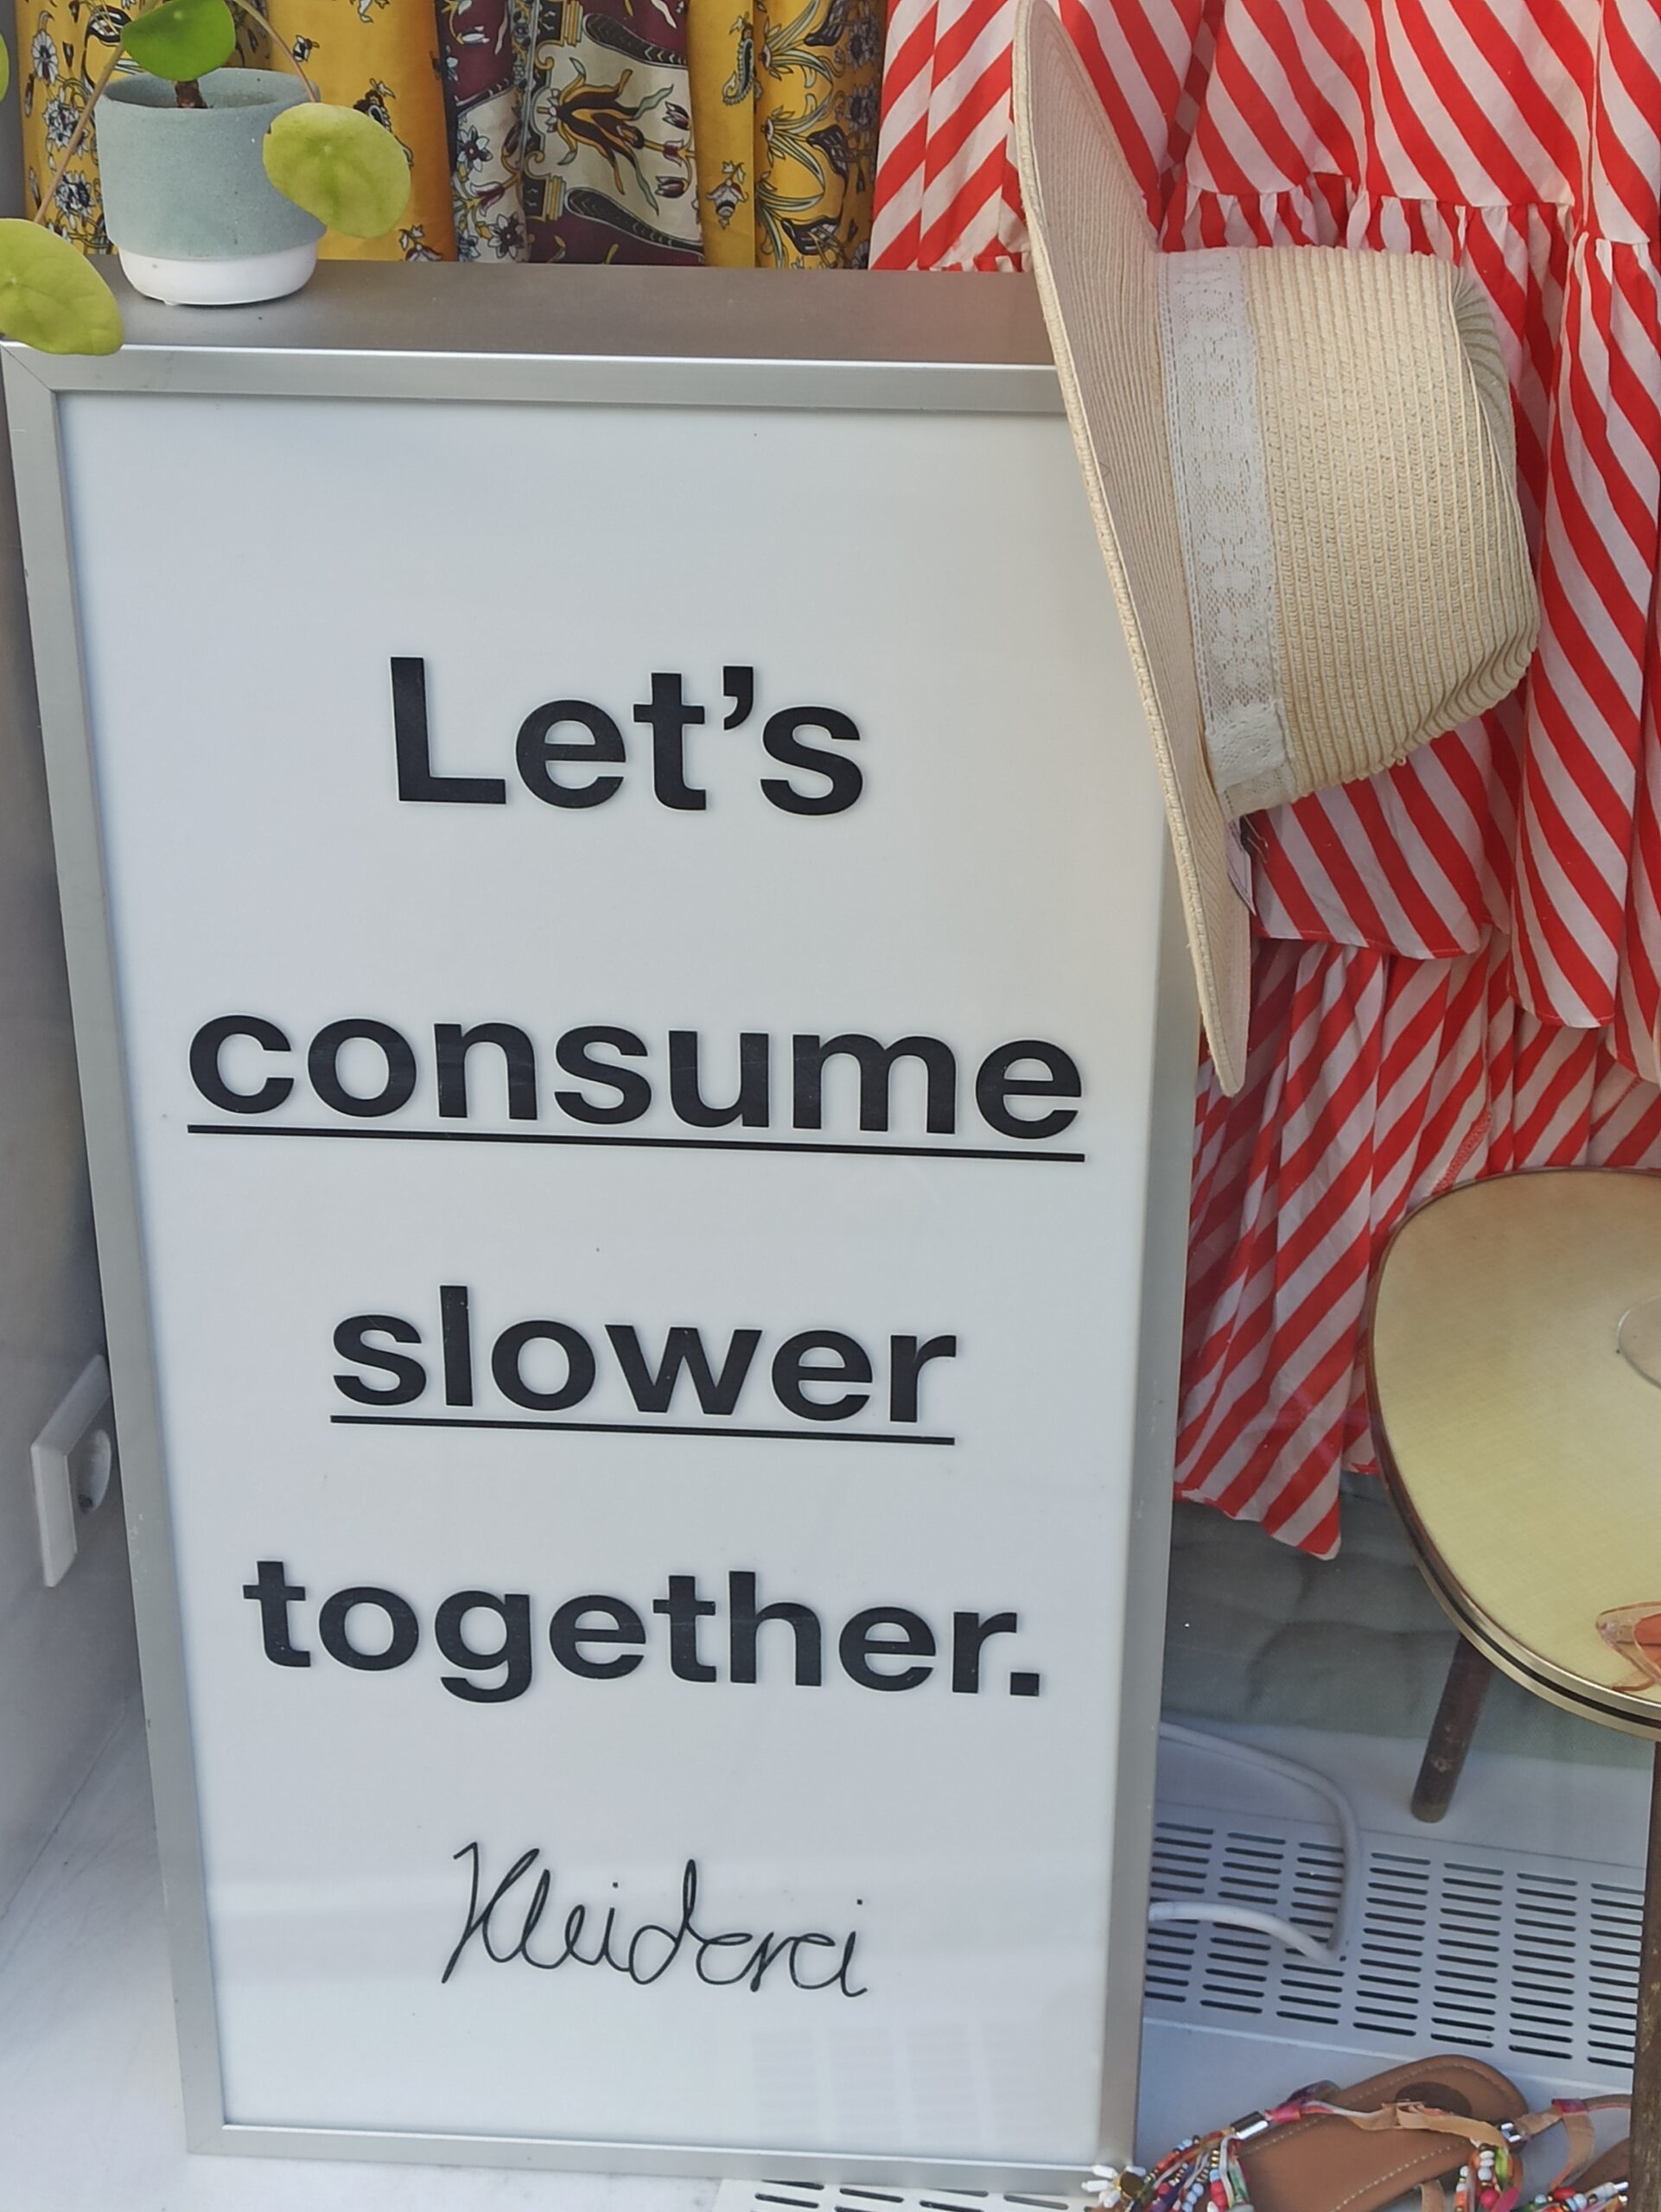 Let's
consume
slower
together.
Kleiderei